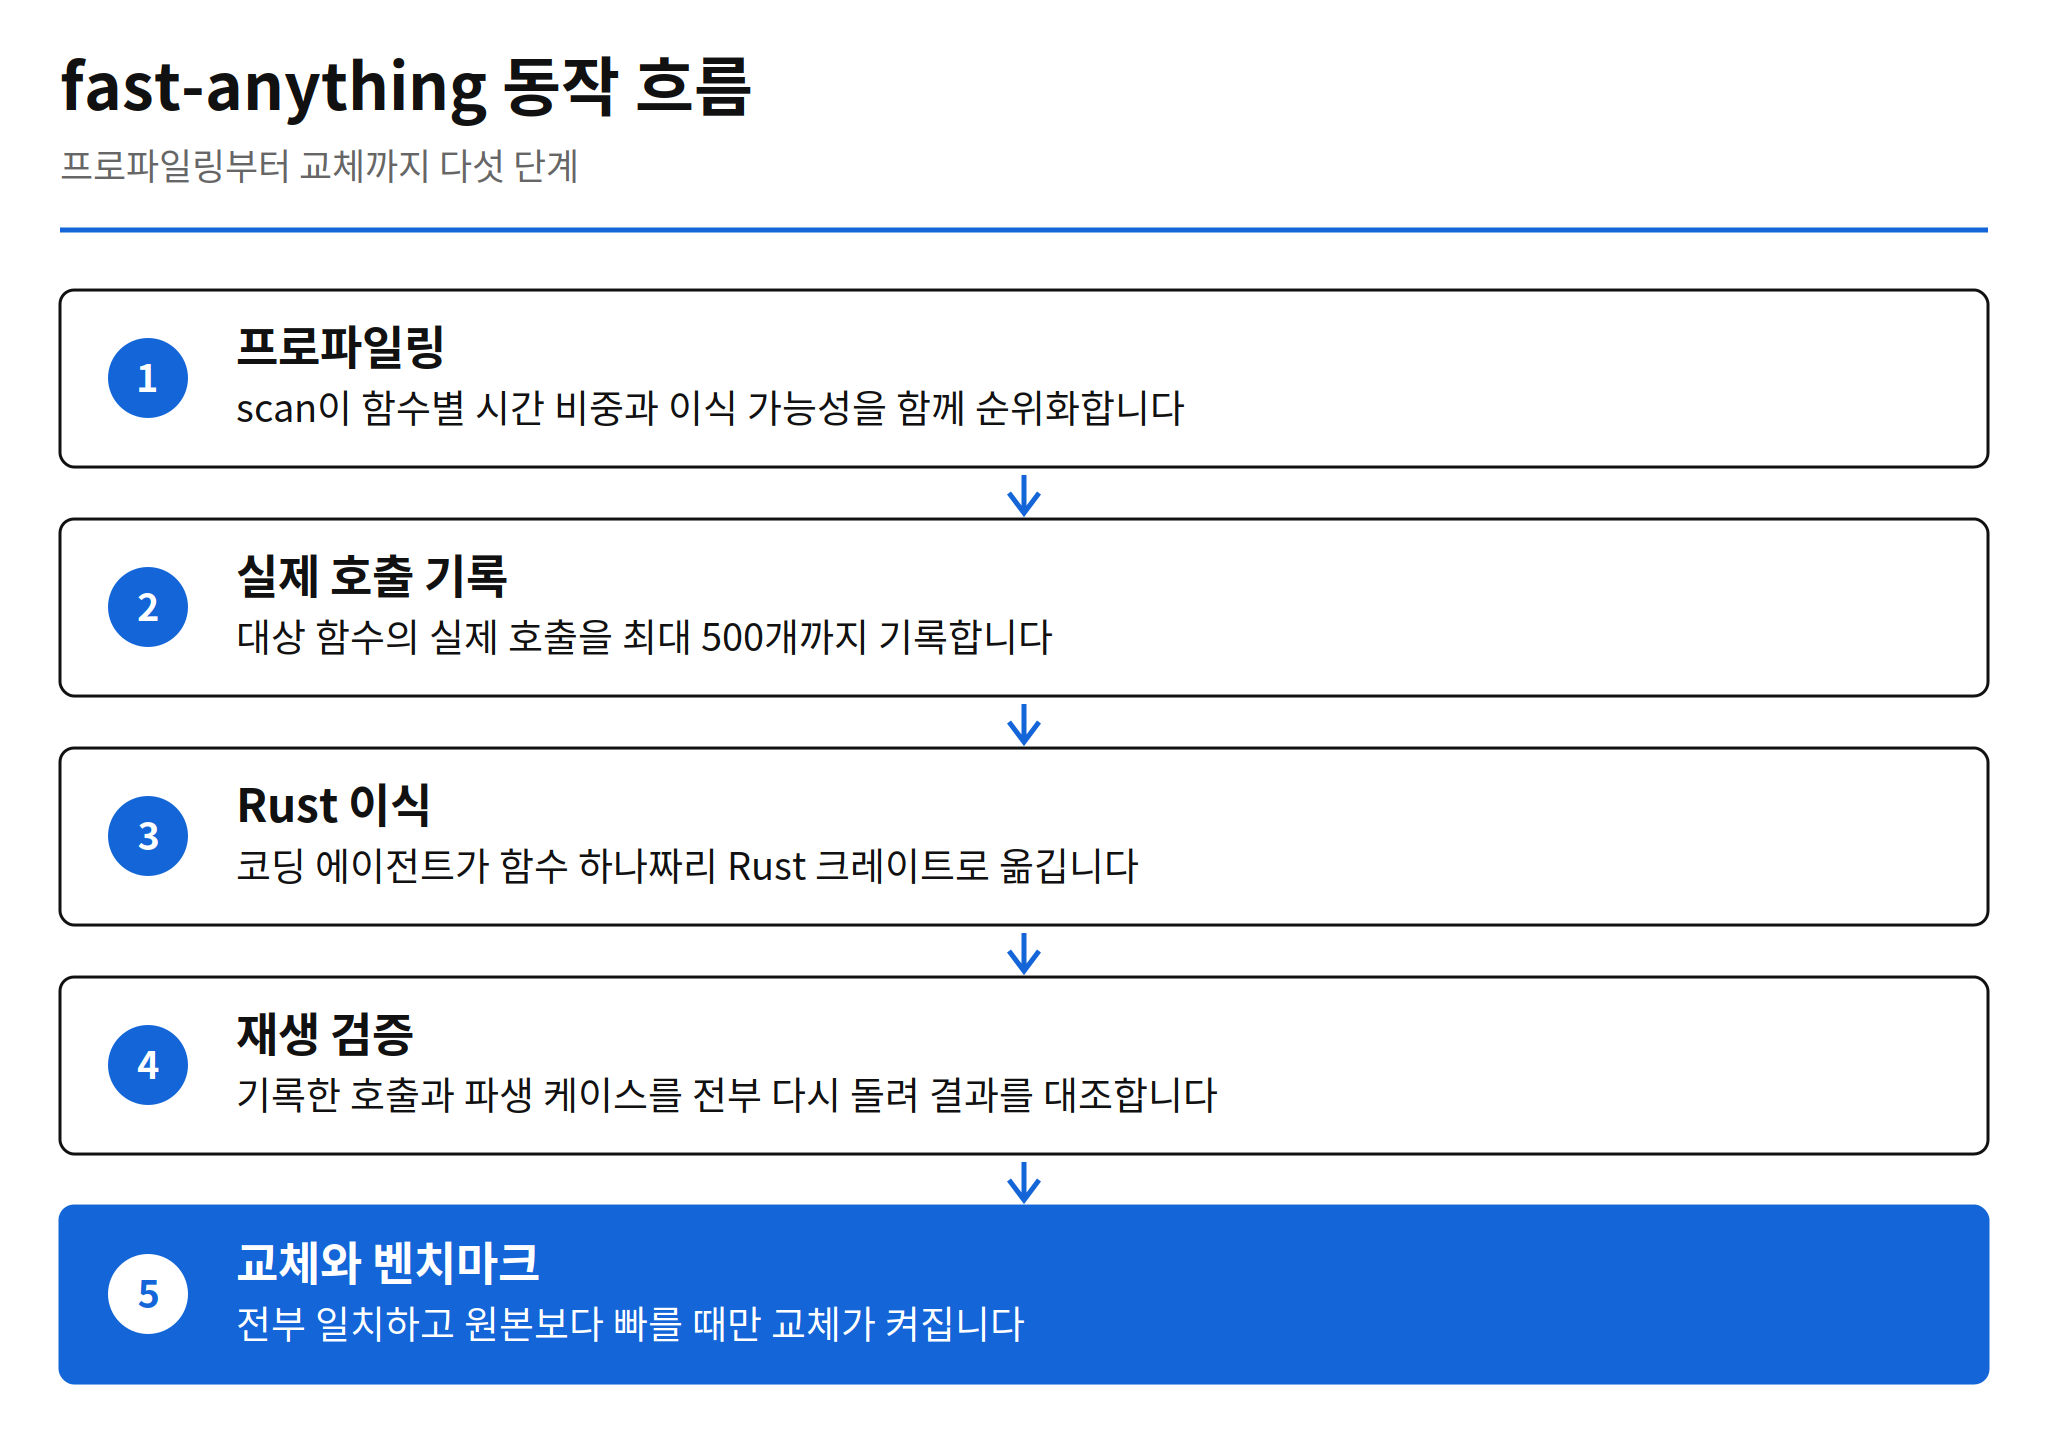 fast-anything 동작 흐름
프로파일링부터 교체까지 다섯 단계
1
프로파일링
scan이 함수별 시간 비중과 이식 가능성을 함께 순위화합니다
2
실제 호출 기록
대상 함수의 실제 호출을 최대 500개까지 기록합니다
3
Rust 이식
코딩 에이전트가 함수 하나짜리 Rust 크레이트로 옮깁니다
4
재생 검증
기록한 호출과 파생 케이스를 전부 다시 돌려 결과를 대조합니다
5
교체와 벤치마크
전부 일치하고 원본보다 빠를 때만 교체가 켜집니다